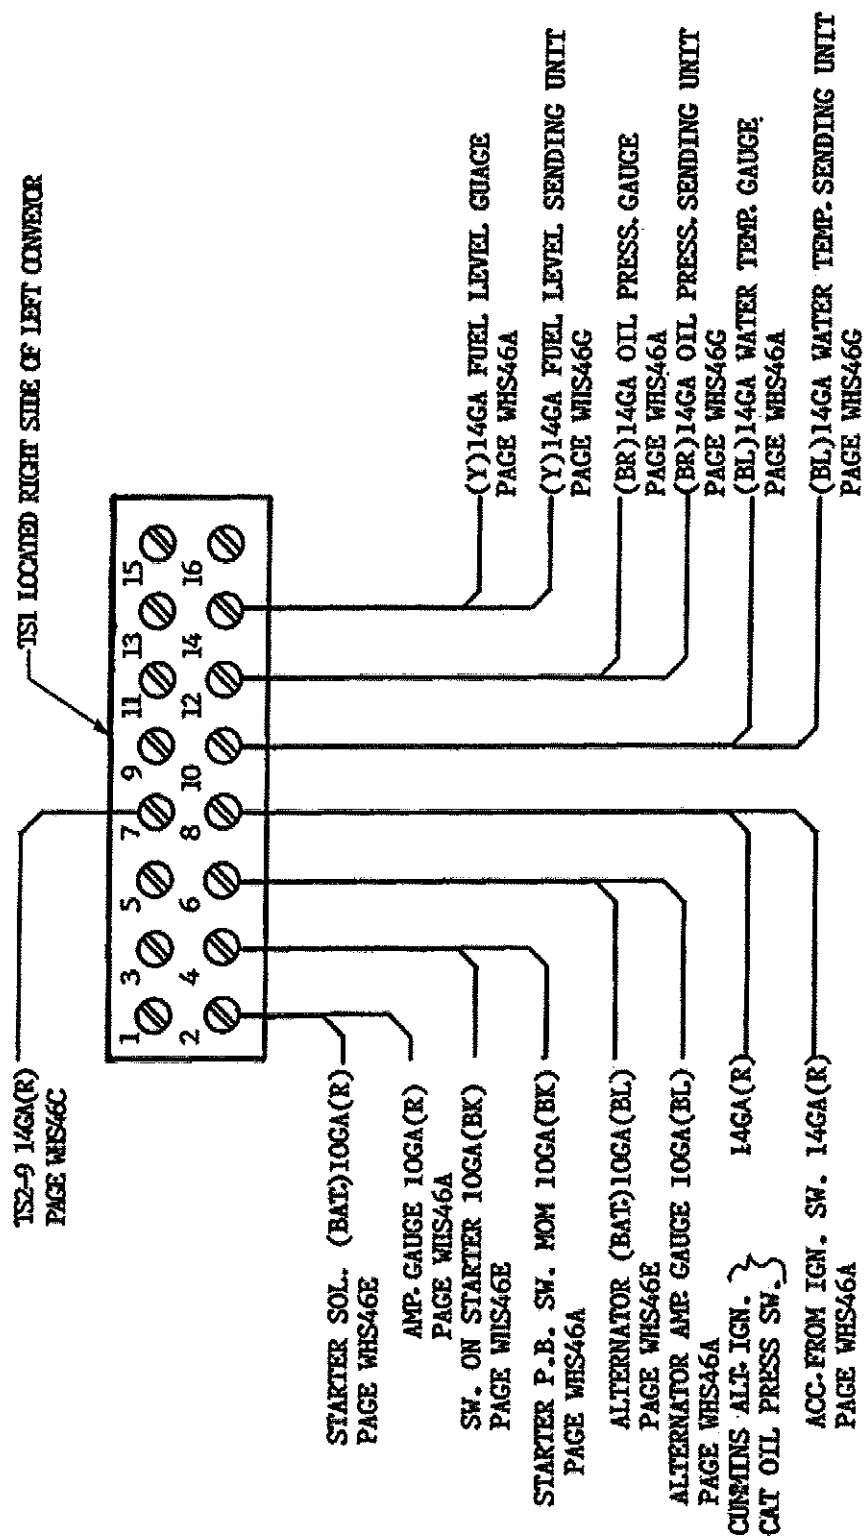 TS1 LOCATED RIGHT SIDE OF LEFT CONVEYOR
TS2-9 14GA(R)
PAGE WHS46C
1 3 5 7 9 11 13 15
2 4 6 8 10 12 14 16
STARTER SOL. (BAT.)10GA(R)
PAGE WHS46E
AMP. GAUGE 10GA(R)
PAGE WHS46A
SW. ON STARTER 10GA(BK)
PAGE WHS46E
STARTER P.B. SW. MOM 10GA(BK)
PAGE WHS46A
ALTERNATOR (BAT.)10GA(BL)
PAGE WHS46E
ALTERNATOR AMP. GAUGE 10GA(BL)
PAGE WHS46A
CUMMINS ALT. IGN.
CAT OIL PRESS SW.
14GA(R)
ACC.FROM IGN. SW. 14GA(R)
PAGE WHS46A
(Y)14GA FUEL LEVEL GUAGE
PAGE WHS46A
(Y)14GA FUEL LEVEL SENDING UNIT
PAGE WHS46G
(BR)14GA OIL PRESS. GAUGE
PAGE WHS46A
(BR)14GA OIL PRESS. SENDING UNIT
PAGE WHS46G
(BL)14GA WATER TEMP. GAUGE
PAGE WHS46A
(BL)14GA WATER TEMP. SENDING UNIT
PAGE WHS46G